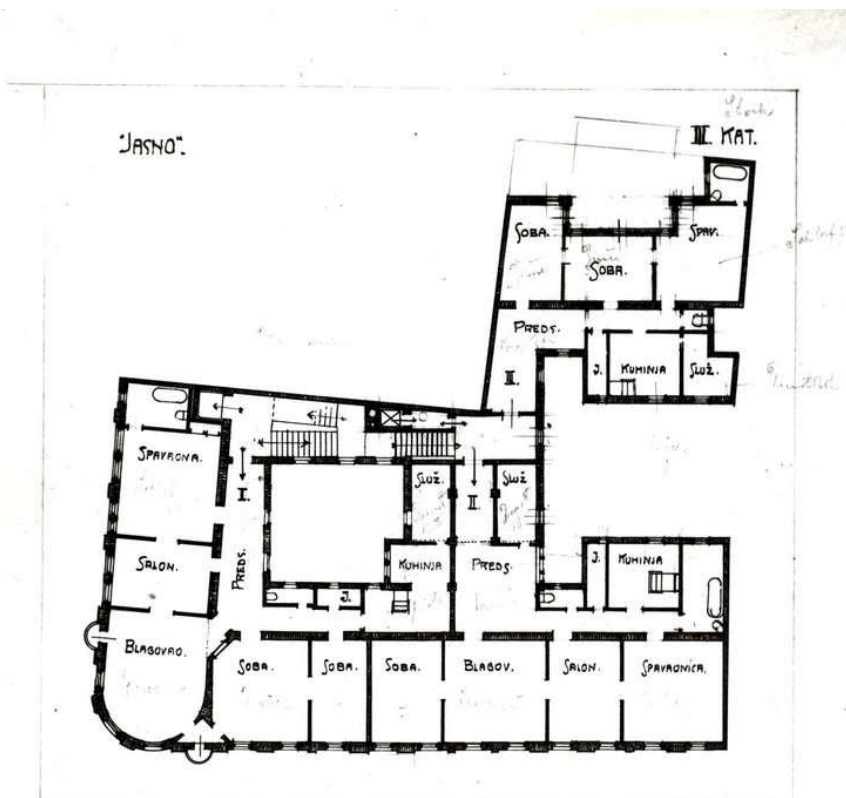 "JASNO".
III. KAT.
SOBA.
SPAV.
SOBA.
PREDS.
J.
KUHINJA
SLUŽ.
III.
SPAVAONA.
SLUŽ.
SLUŽ
I.
II.
SALON.
PREDS.
KUHINJA
PREDS.
J.
KUHINJA
J.
BLAGOVAO.
SOBA.
SOBA.
SOBA.
BLAGOV.
SALON.
SPAVAONICA.